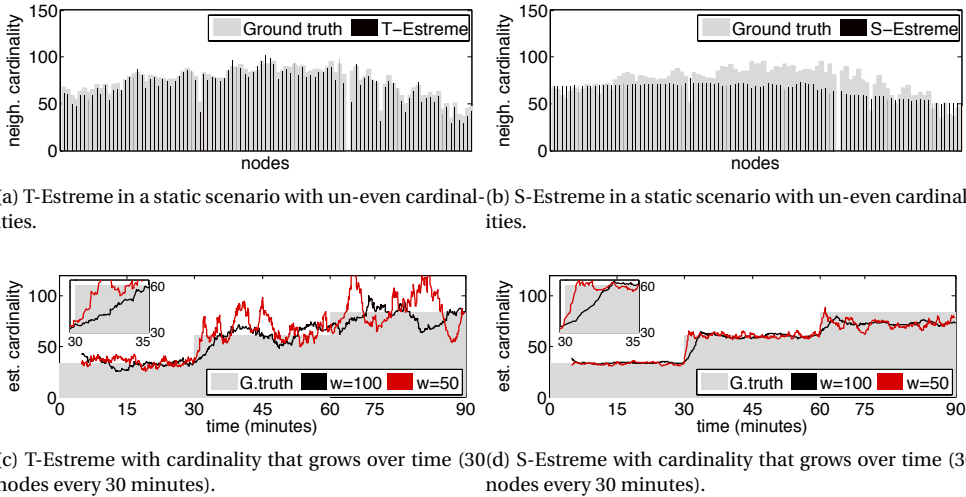 150
100
50
0
neigh. cardinality
Ground truth
T-Estreme
nodes
150
100
50
0
neigh. cardinality
Ground truth
S-Estreme
nodes
(a) T-Estreme in a static scenario with un-even cardinal-
ities.
(b) S-Estreme in a static scenario with un-even cardinal
ities.
100
50
0
est. cardinality
60
30
30
35
G.truth
w=100
w=50
0
15
30
45
60
75
90
time (minutes)
100
50
0
est. cardinality
60
30
30
35
G.truth
w=100
w=50
0
15
30
45
60
75
90
time (minutes)
(c) T-Estreme with cardinality that grows over time (30
nodes every 30 minutes).
(d) S-Estreme with cardinality that grows over time (3
nodes every 30 minutes).